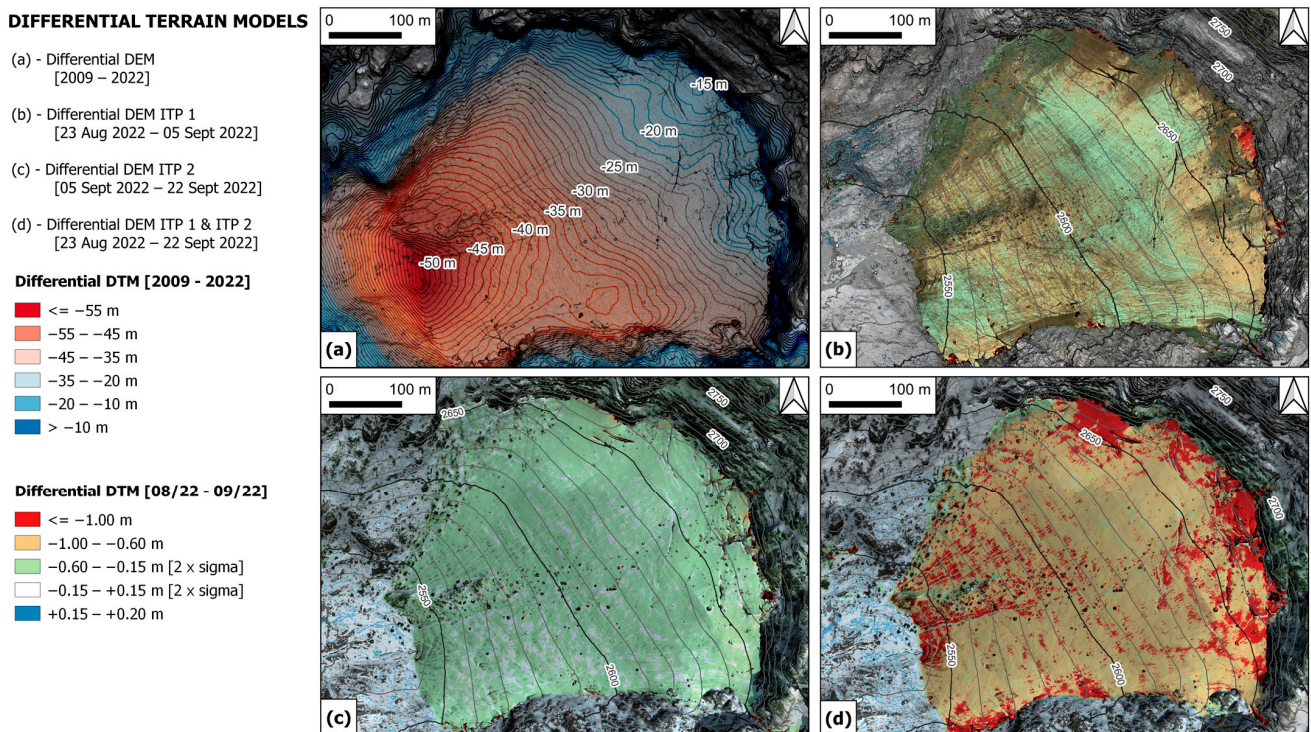 DIFFERENTIAL TERRAIN MODELS
(a) - Differential DEM
[2009 – 2022]
(b) - Differential DEM ITP 1
[23 Aug 2022 – 05 Sept 2022]
(c) - Differential DEM ITP 2
[05 Sept 2022 – 22 Sept 2022]
(d) - Differential DEM ITP 1 & ITP 2
[23 Aug 2022 – 22 Sept 2022]
Differential DTM [2009 - 2022]
<= −55 m
−55 – −45 m
−45 – −35 m
−35 – −20 m
−20 – −10 m
> −10 m
Differential DTM [08/22 - 09/22]
<= −1.00 m
−1.00 – −0.60 m
−0.60 – −0.15 m [2 x sigma]
−0.15 – +0.15 m [2 x sigma]
+0.15 – +0.20 m
0 100 m
-15 m
-20 m
-25 m
-30 m
-35 m
-40 m
-45 m
-50 m
(a)
0 100 m
2750
2700
2650
2600
2550
(b)
0 100 m
2650
2750
2700
2550
2600
(c)
0 100 m
2750
2650
2700
2550
2600
(d)